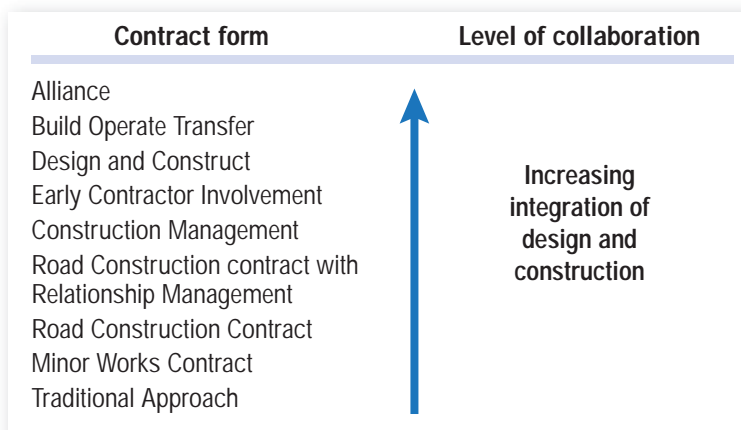 Contract form
Level of collaboration
Alliance
Build Operate Transfer
Design and Construct
Early Contractor Involvement
Construction Management
Road Construction contract with
Relationship Management
Road Construction Contract
Minor Works Contract
Traditional Approach
Increasing
integration of
design and
construction